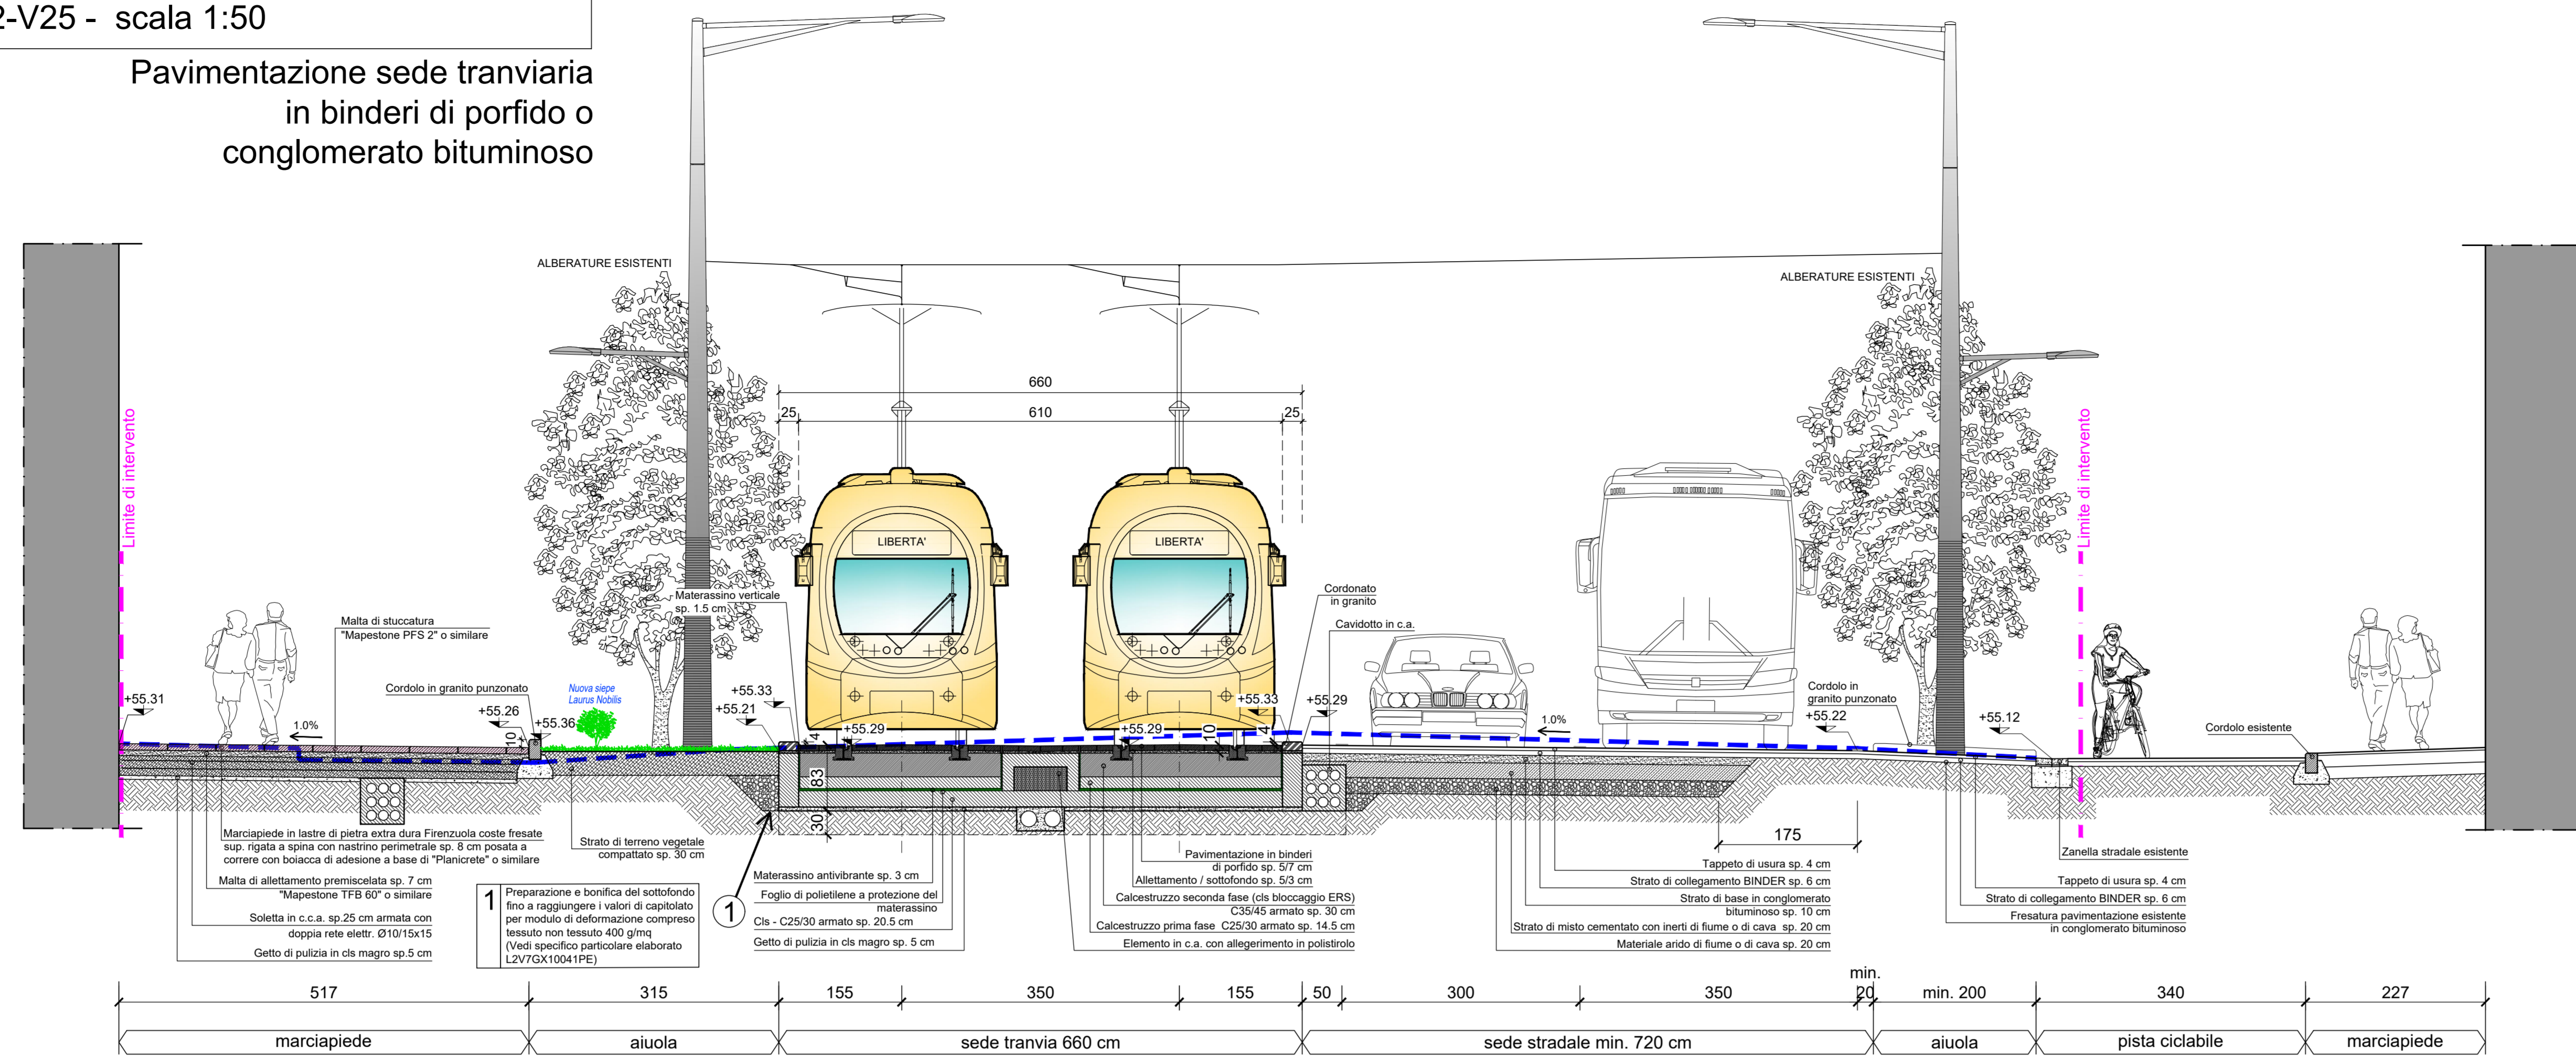 2-V25 - scala 1:50
Pavimentazione sede tranviaria
in binderi di porfido o
conglomerato bituminoso
ALBERATURE ESISTENTI
ALBERATURE ESISTENTI
660
25
610
25
Limite di intervento
Limite di intervento
LIBERTA'
LIBERTA'
Materassino verticale
sp. 1.5 cm
Cordonato
in granito
Cavidotto in c.a.
Malta di stuccatura
"Mapestone PFS 2" o similare
Cordolo in granito punzonato
Nuova siepe
Laurus Nobilis
Cordolo in
granito punzonato
Cordolo esistente
+55.31
1.0%
+55.26
10
+55.36
+55.33
+55.21
14
+55.29
+55.29
+55.33
10
4
+55.29
1.0%
+55.22
+55.12
83
30
175
Marciapiede in lastre di pietra extra dura Firenzuola coste fresate
sup. rigata a spina con nastrino perimetrale sp. 8 cm posata a
correre con boiacca di adesione a base di "Planicrete" o similare
Malta di allettamento premiscelata sp. 7 cm
"Mapestone TFB 60" o similare
Soletta in c.c.a. sp.25 cm armata con
doppia rete elettr. Ø10/15x15
Getto di pulizia in cls magro sp.5 cm
Strato di terreno vegetale
compattato sp. 30 cm
1
Preparazione e bonifica del sottofondo
fino a raggiungere i valori di capitolato
per modulo di deformazione compreso
tessuto non tessuto 400 g/mq
(Vedi specifico particolare elaborato
L2V7GX10041PE)
1
Materassino antivibrante sp. 3 cm
Foglio di polietilene a protezione del
materassino
Cls - C25/30 armato sp. 20.5 cm
Getto di pulizia in cls magro sp. 5 cm
Pavimentazione in binderi
di porfido sp. 5/7 cm
Allettamento / sottofondo sp. 5/3 cm
Calcestruzzo seconda fase (cls bloccaggio ERS)
C35/45 armato sp. 30 cm
Calcestruzzo prima fase C25/30 armato sp. 14.5 cm
Elemento in c.a. con allegerimento in polistirolo
Tappeto di usura sp. 4 cm
Strato di collegamento BINDER sp. 6 cm
Strato di base in conglomerato
bituminoso sp. 10 cm
Strato di misto cementato con inerti di fiume o di cava sp. 20 cm
Materiale arido di fiume o di cava sp. 20 cm
Zanella stradale esistente
Tappeto di usura sp. 4 cm
Strato di collegamento BINDER sp. 6 cm
Fresatura pavimentazione esistente
in conglomerato bituminoso
517
315
155
350
155
50
300
350
min.
20
min. 200
340
227
marciapiede
aiuola
sede tranvia 660 cm
sede stradale min. 720 cm
aiuola
pista ciclabile
marciapiede